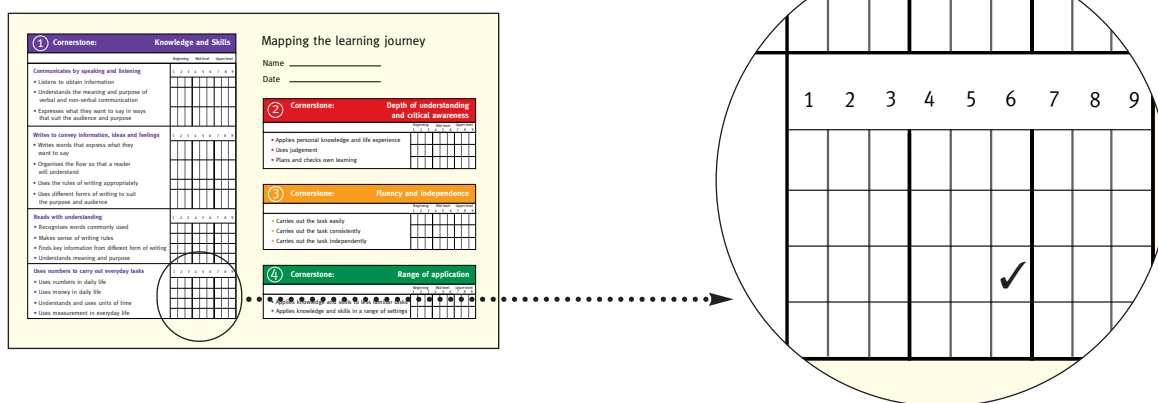 1 Cornerstone: Knowledge and Skills
Beginning Mid level Upper level
Communicates by speaking and listening 1 2 3 4 5 6 7 8 9
• Listens to obtain information
• Understands the meaning and purpose of
verbal and non-verbal communication
• Expresses what they want to say in ways
that suit the audience and purpose
Writes to convey information, ideas and feelings 1 2 3 4 5 6 7 8 9
• Writes words that express what they
want to say
• Organises the flow so that a reader
will understand
• Uses the rules of writing appropriately
• Uses different forms of writing to suit
the purpose and audience
Reads with understanding 1 2 3 4 5 6 7 8 9
• Recognises words commonly used
• Makes sense of writing rules
• Finds key information from different form of writing
• Understands meaning and purpose
Uses numbers to carry out everyday tasks 1 2 3 4 5 6 7 8 9
• Uses numbers in daily life
• Uses money in daily life
• Understands and uses units of time
• Uses measurement in everyday life
Mapping the learning journey
Name
Date
2 Cornerstone: Depth of understanding
and critical awareness
Beginning Mid level Upper level
1 2 3 4 5 6 7 8 9
• Applies personal knowledge and life experience
• Uses judgement
• Plans and checks own learning
3 Cornerstone: Fluency and independence
Beginning Mid level Upper level
1 2 3 4 5 6 7 8 9
• Carries out the task easily
• Carries out the task consistently
• Carries out the task independently
4 Cornerstone: Range of application
Beginning Mid level Upper level
1 2 3 4 5 6 7 8 9
• Applies knowledge and skills to less familiar tasks
• Applies knowledge and skills in a range of settings
1 2 3 4 5 6 7 8 9
✓